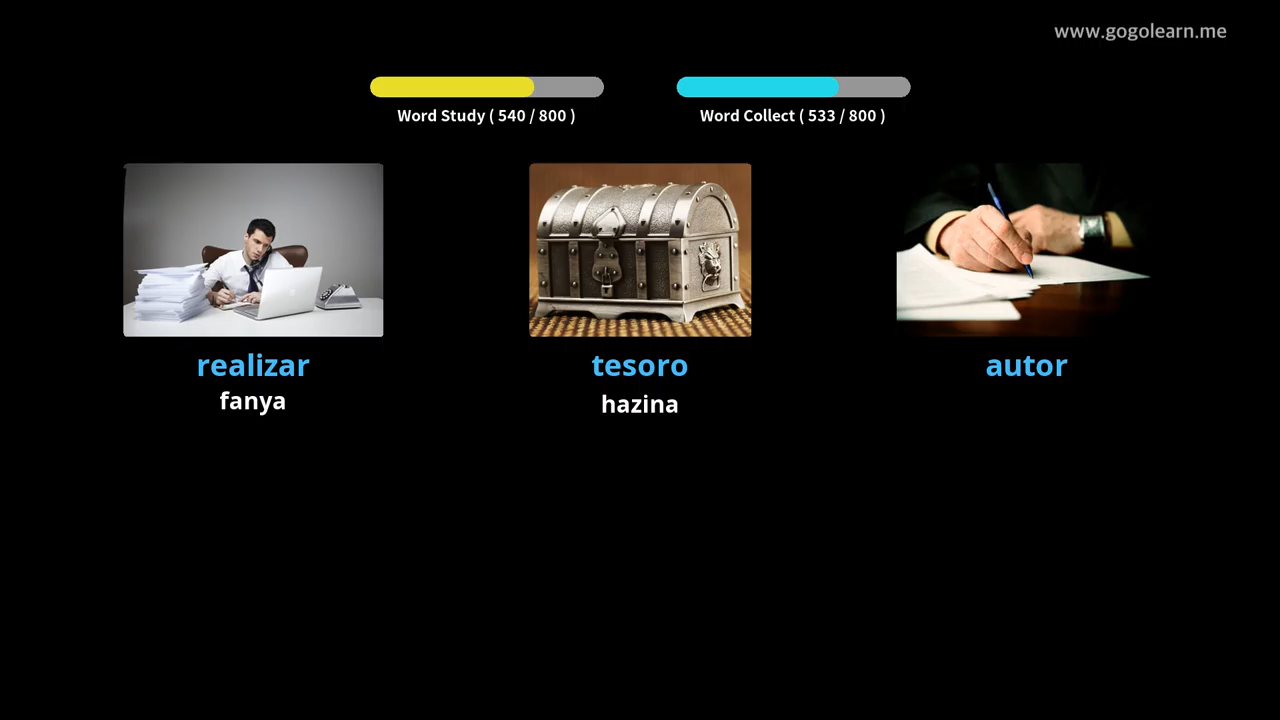 www.gogolearn.me
Word Study ( 540 / 800 )
Word Collect ( 533 / 800 )
realizar
fanya
tesoro
hazina
autor